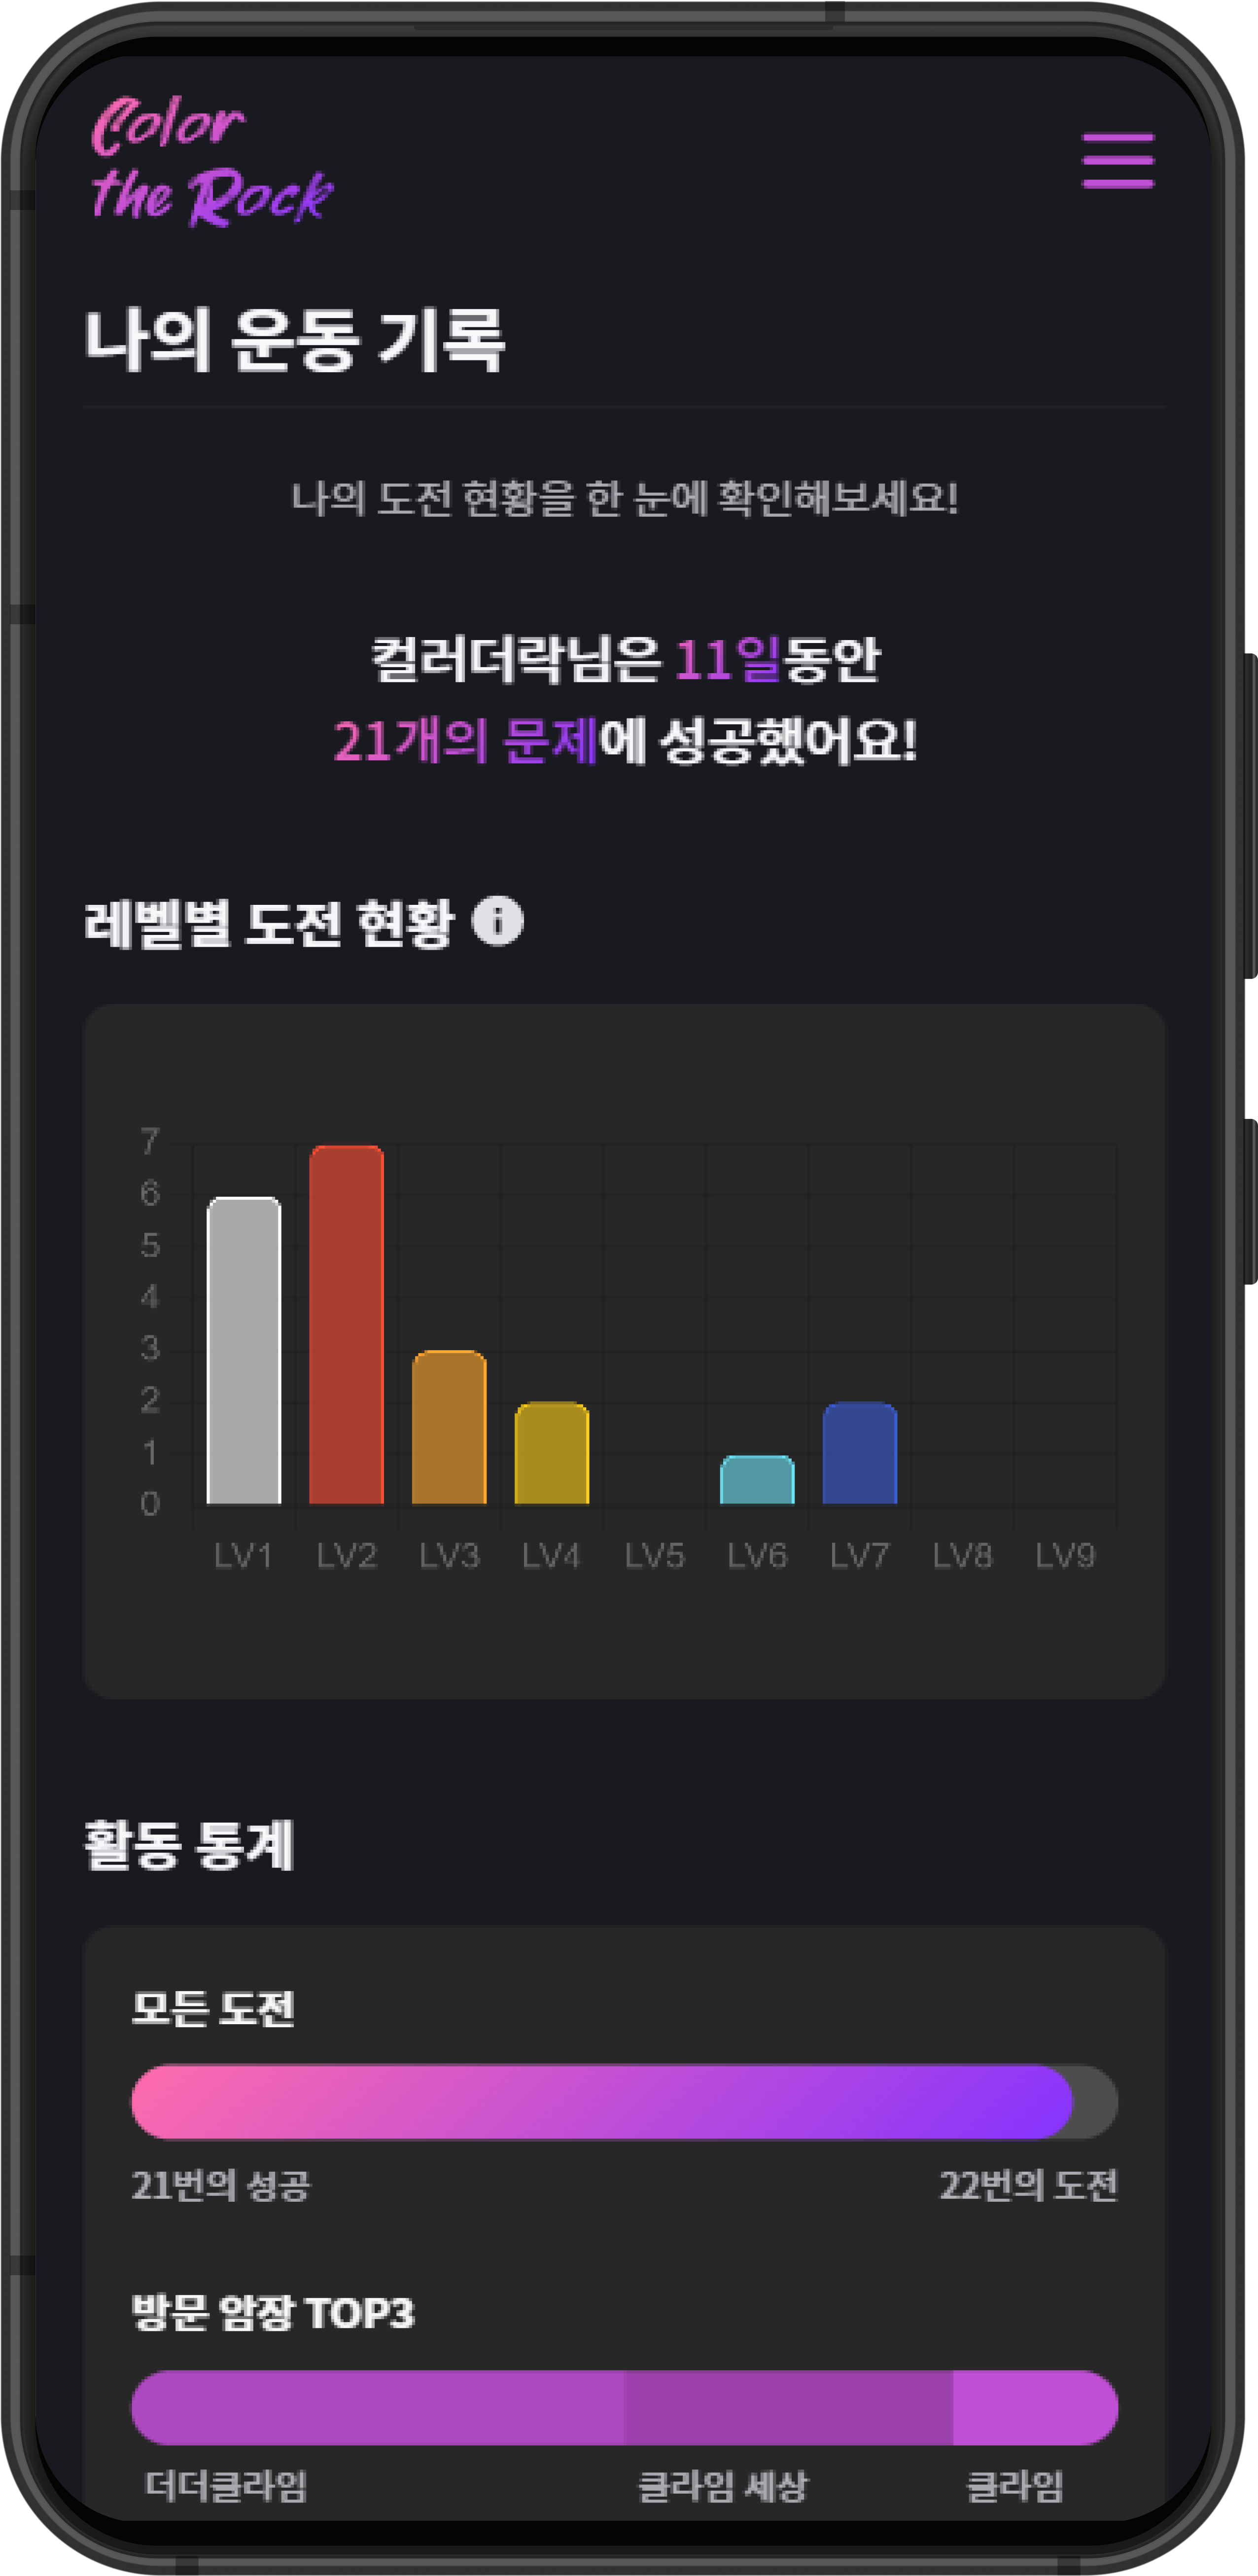 Color
the Rock
나의 운동 기록
나의 도전 현황을 한 눈에 확인해보세요!
컬러더락님은 11일동안
21개의 문제에 성공했어요!
레벨별 도전 현황 i
7
6
5
4
3
2
1
0
LV1 LV2 LV3 LV4 LV5 LV6 LV7 LV8 LV9
활동 통계
모든 도전
21번의 성공 22번의 도전
방문 암장 TOP3
더더클라임 클라임 세상 클라임